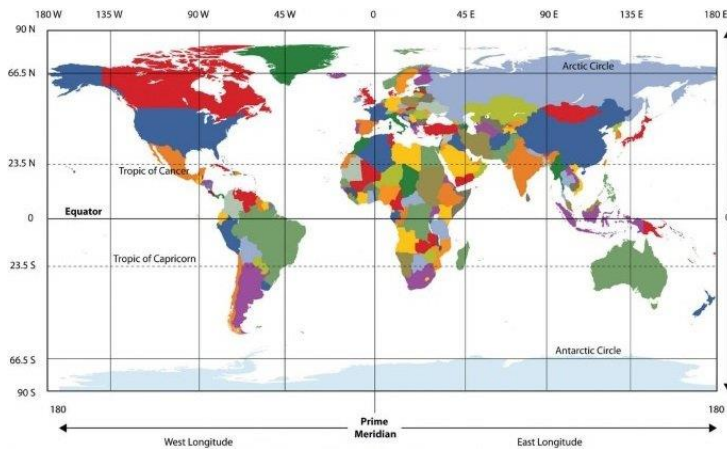 180 W 135 W 90 W 45 W 0 45 E 90 E 135 E 180 E
90 N
66.5 N
Arctic Circle
23.5 N
Tropic of Cancer
Equator
0
Tropic of Capricorn
23.5 S
66.5 S
Antarctic Circle
90 S
180 180
Prime
Meridian
West Longitude East Longitude